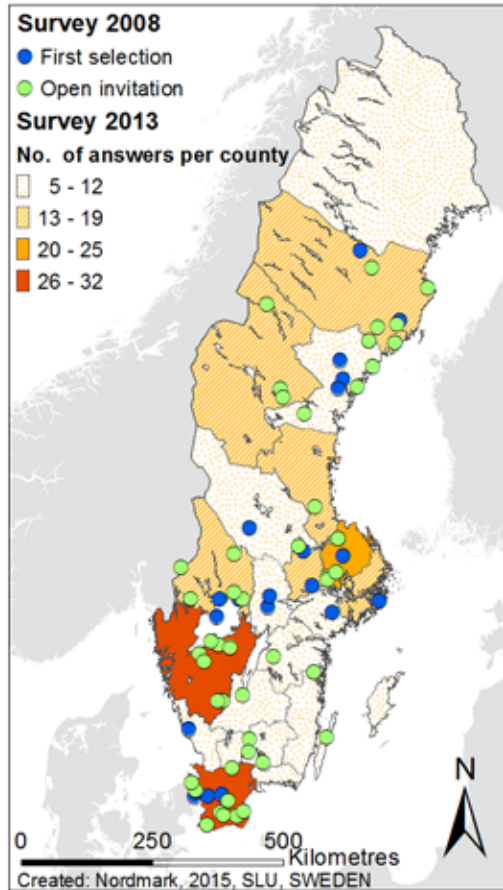 Survey 2008
First selection
Open invitation
Survey 2013
No. of answers per county
5 - 12
13 - 19
20 - 25
26 - 32
N
0 250 500
Kilometres
Created: Nordmark, 2015, SLU, SWEDEN